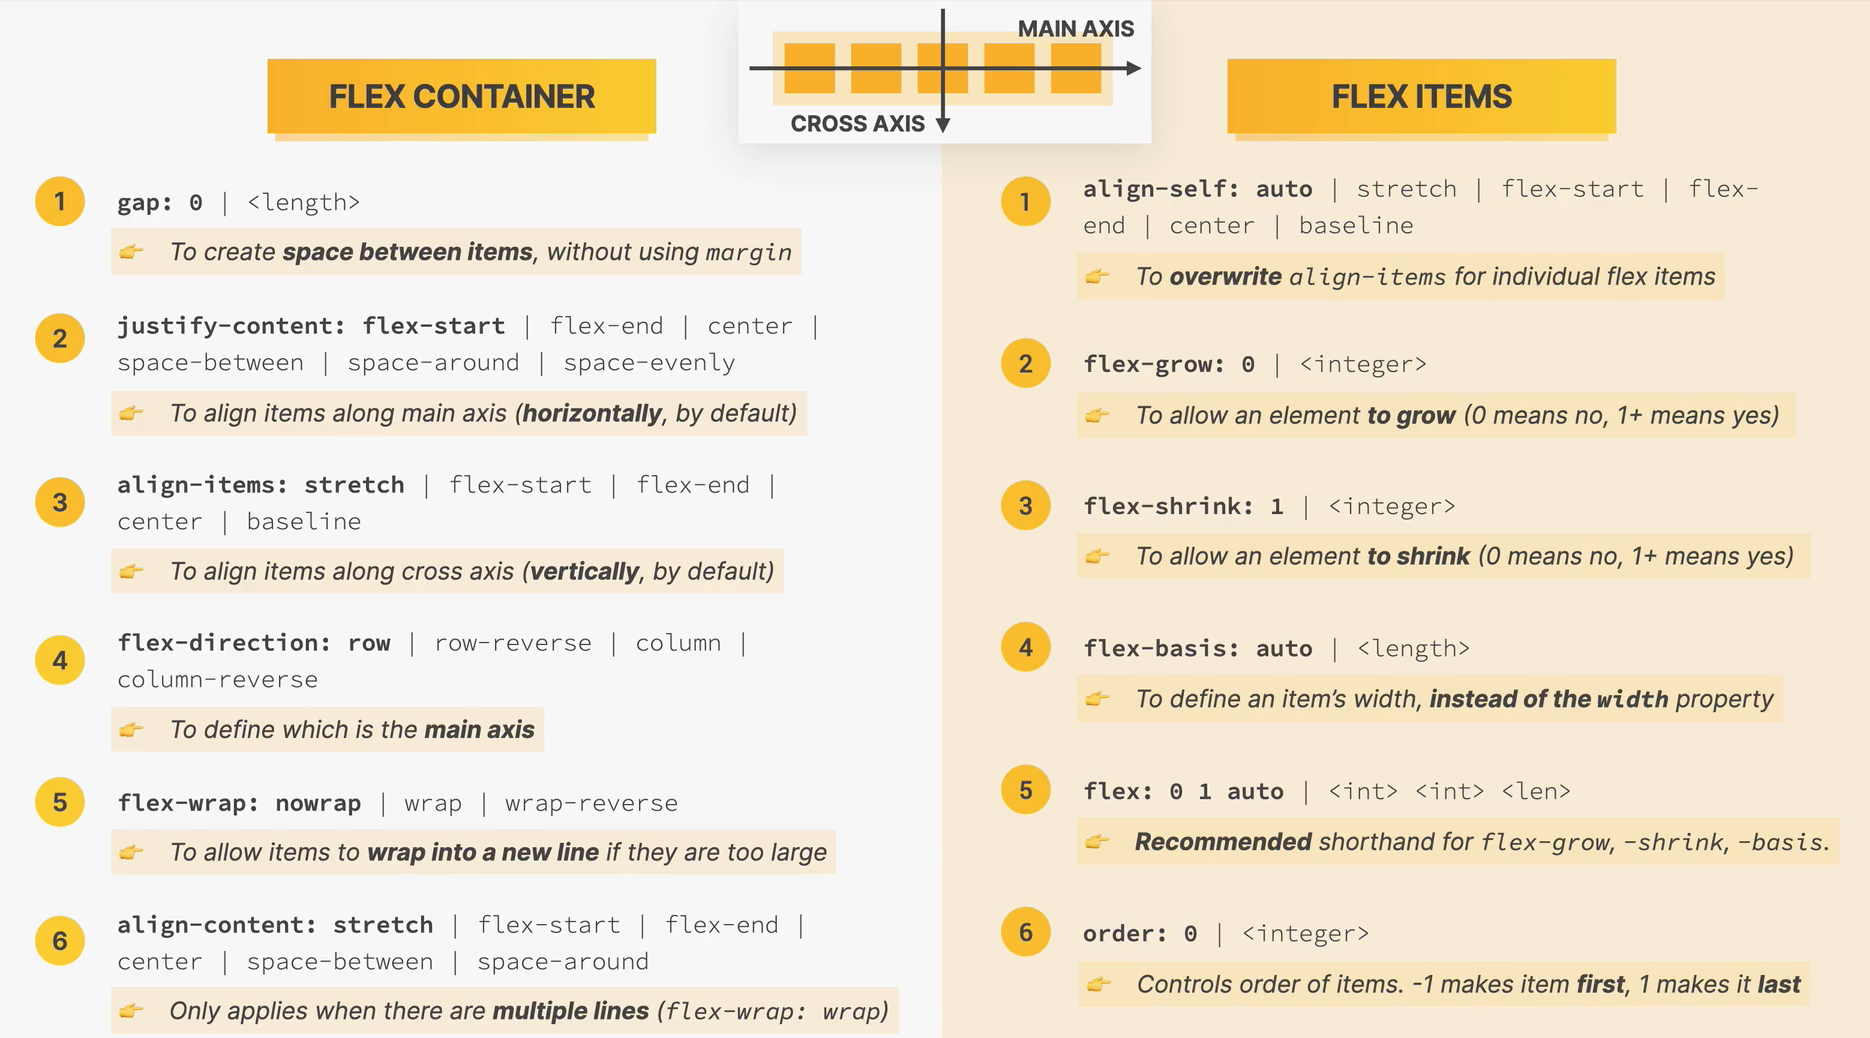 MAIN AXIS
CROSS AXIS
FLEX CONTAINER
1
gap: 0 | <length>
👉 To create space between items, without using margin
2
justify-content: flex-start | flex-end | center |
space-between | space-around | space-evenly
👉 To align items along main axis (horizontally, by default)
3
align-items: stretch | flex-start | flex-end |
center | baseline
👉 To align items along cross axis (vertically, by default)
4
flex-direction: row | row-reverse | column |
column-reverse
👉 To define which is the main axis
5
flex-wrap: nowrap | wrap | wrap-reverse
👉 To allow items to wrap into a new line if they are too large
6
align-content: stretch | flex-start | flex-end |
center | space-between | space-around
👉 Only applies when there are multiple lines (flex-wrap: wrap)
FLEX ITEMS
1
align-self: auto | stretch | flex-start | flex-
end | center | baseline
👉 To overwrite align-items for individual flex items
2
flex-grow: 0 | <integer>
👉 To allow an element to grow (0 means no, 1+ means yes)
3
flex-shrink: 1 | <integer>
👉 To allow an element to shrink (0 means no, 1+ means yes)
4
flex-basis: auto | <length>
👉 To define an item’s width, instead of the width property
5
flex: 0 1 auto | <int> <int> <len>
👉 Recommended shorthand for flex-grow, -shrink, -basis.
6
order: 0 | <integer>
👉 Controls order of items. -1 makes item first, 1 makes it last